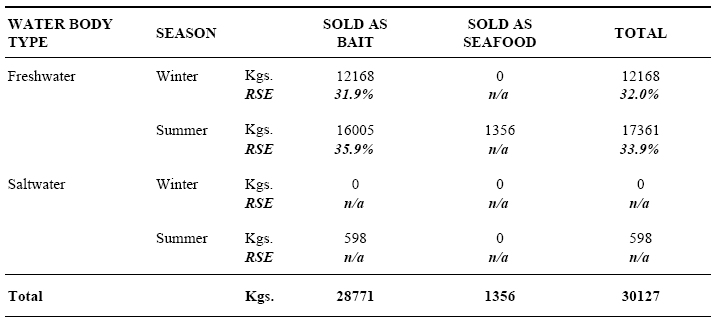 WATER BODY TYPE SEASON SOLD AS BAIT SOLD AS SEAFOOD TOTAL
Freshwater Winter Kgs. 12168 0 12168
RSE 31.9% n/a 32.0%
Summer Kgs. 16005 1356 17361
RSE 35.9% n/a 33.9%
Saltwater Winter Kgs. 0 0 0
RSE n/a n/a n/a
Summer Kgs. 598 0 598
RSE n/a n/a n/a
Total Kgs. 28771 1356 30127